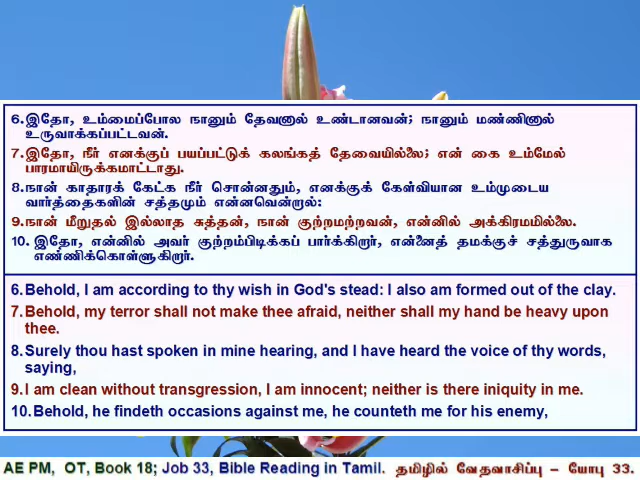 6.இதோ, உம்மைப்போல நானும் தேவனால் உண்டானவன்; நானும் மண்ணினால்
உருவாக்கப்பட்டவன்.
7.இதோ, நீர் எனக்குப் பயப்பட்டுக் கலங்கத் தேவையில்லை; என் கை உம்மேல்
பாரமாயிருக்கமாட்டாது.
8.நான் காதாரக் கேட்க நீர் சொன்னதும், எனக்குக் கேள்வியான உம்முடைய
வார்த்தைகளின் சத்தமும் என்னவென்றால்:
9.நான் மீறுதல் இல்லாத சுத்தன், நான் குற்றமற்றவன், என்னில் அக்கிரமமில்லை.
10. இதோ, என்னில் அவர் குற்றம்பிடிக்கப் பார்க்கிறார், என்னைத் தமக்குச் சத்துருவாக
எண்ணிக்கொள்ளுகிறார்.
6.Behold, I am according to thy wish in God's stead: I also am formed out of the clay.
7.Behold, my terror shall not make thee afraid, neither shall my hand be heavy upon
thee.
8.Surely thou hast spoken in mine hearing, and I have heard the voice of thy words,
saying,
9.I am clean without transgression, I am innocent; neither is there iniquity in me.
10.Behold, he findeth occasions against me, he counteth me for his enemy,
AE PM, OT, Book 18; Job 33, Bible Reading in Tamil. தமிழில் வேதவாசிப்பு – யோபு 33.